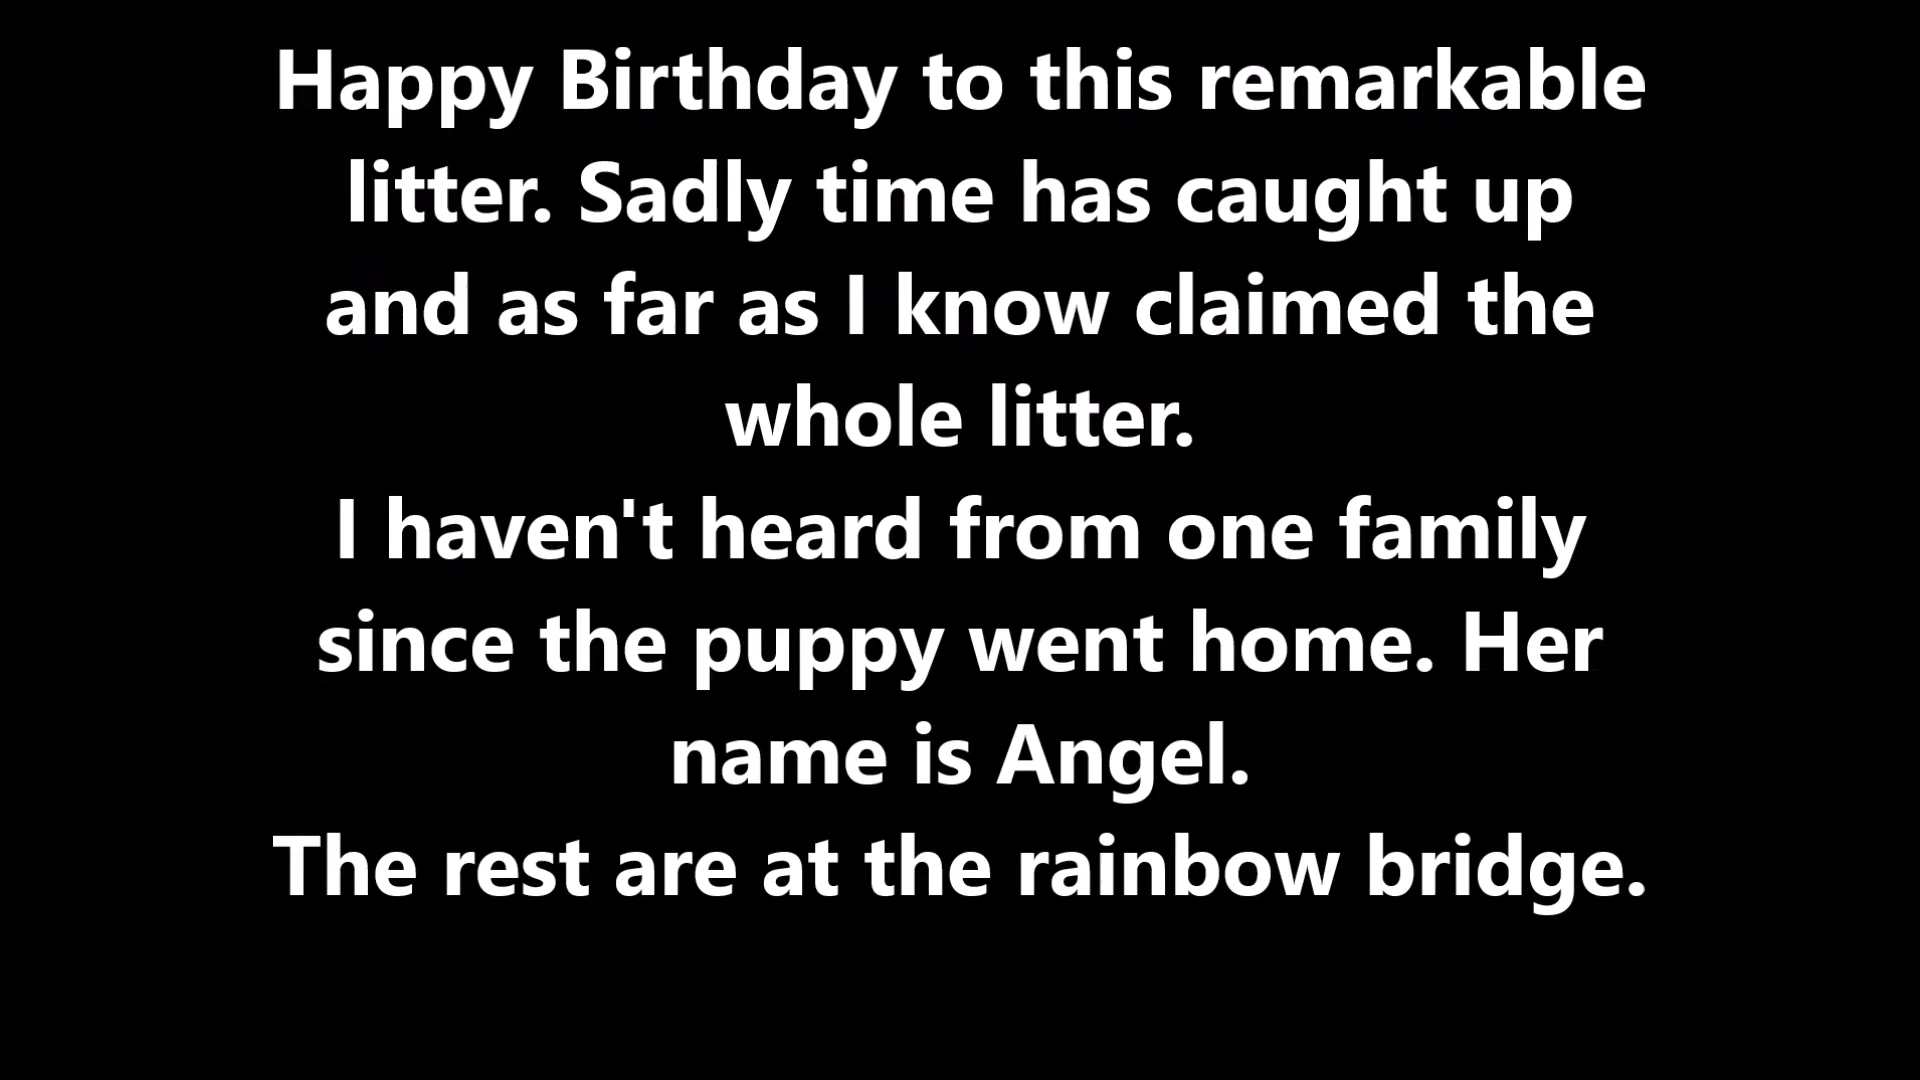 Happy Birthday to this remarkable
litter. Sadly time has caught up
and as far as I know claimed the
whole litter.
I haven't heard from one family
since the puppy went home. Her
name is Angel.
The rest are at the rainbow bridge.